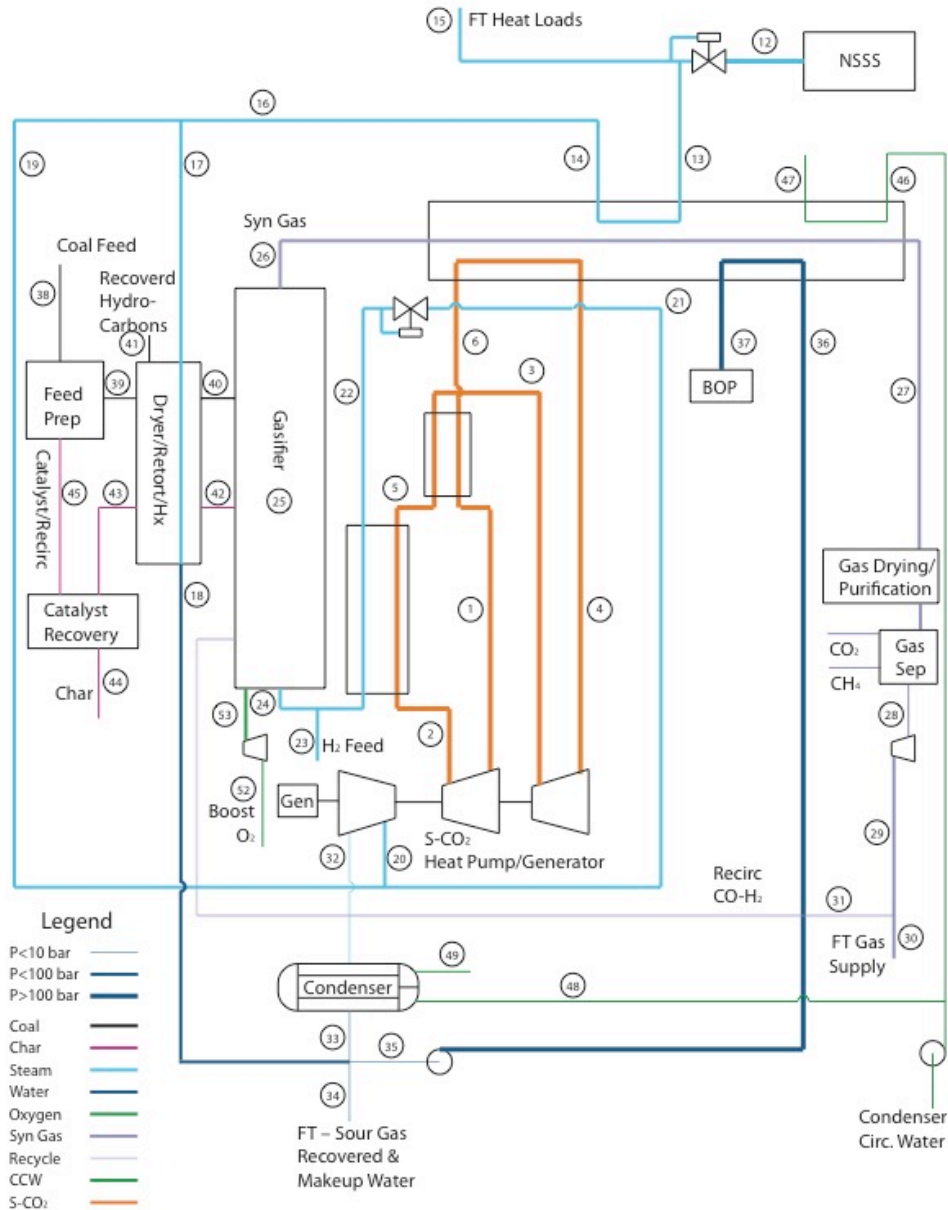 15
FT Heat Loads
12
NSSS
16
19
17
14
13
47
46
Syn Gas
26
Coal Feed
38
Recoverd
Hydro-
Carbons
41
21
6
37
36
3
22
BOP
27
39
40
Feed
Prep
Dryer/Retort/Hx
Gasifier
25
Catalyst/Recirc
45
43
42
5
18
1
4
Gas Drying/
Purification
Catalyst
Recovery
CO₂
CH₄
Gas
Sep
44
Char
24
53
2
28
23
H₂ Feed
52
Boost
O₂
Gen
S-CO₂
Heat Pump/Generator
32
20
29
Recirc
CO-H₂
31
FT Gas
Supply
30
Legend
P<10 bar
P<100 bar
P>100 bar
Coal
Char
Steam
Water
Oxygen
Syn Gas
Recycle
CCW
S-CO₂
49
Condenser
48
33
35
34
FT – Sour Gas
Recovered &
Makeup Water
Condenser
Circ. Water